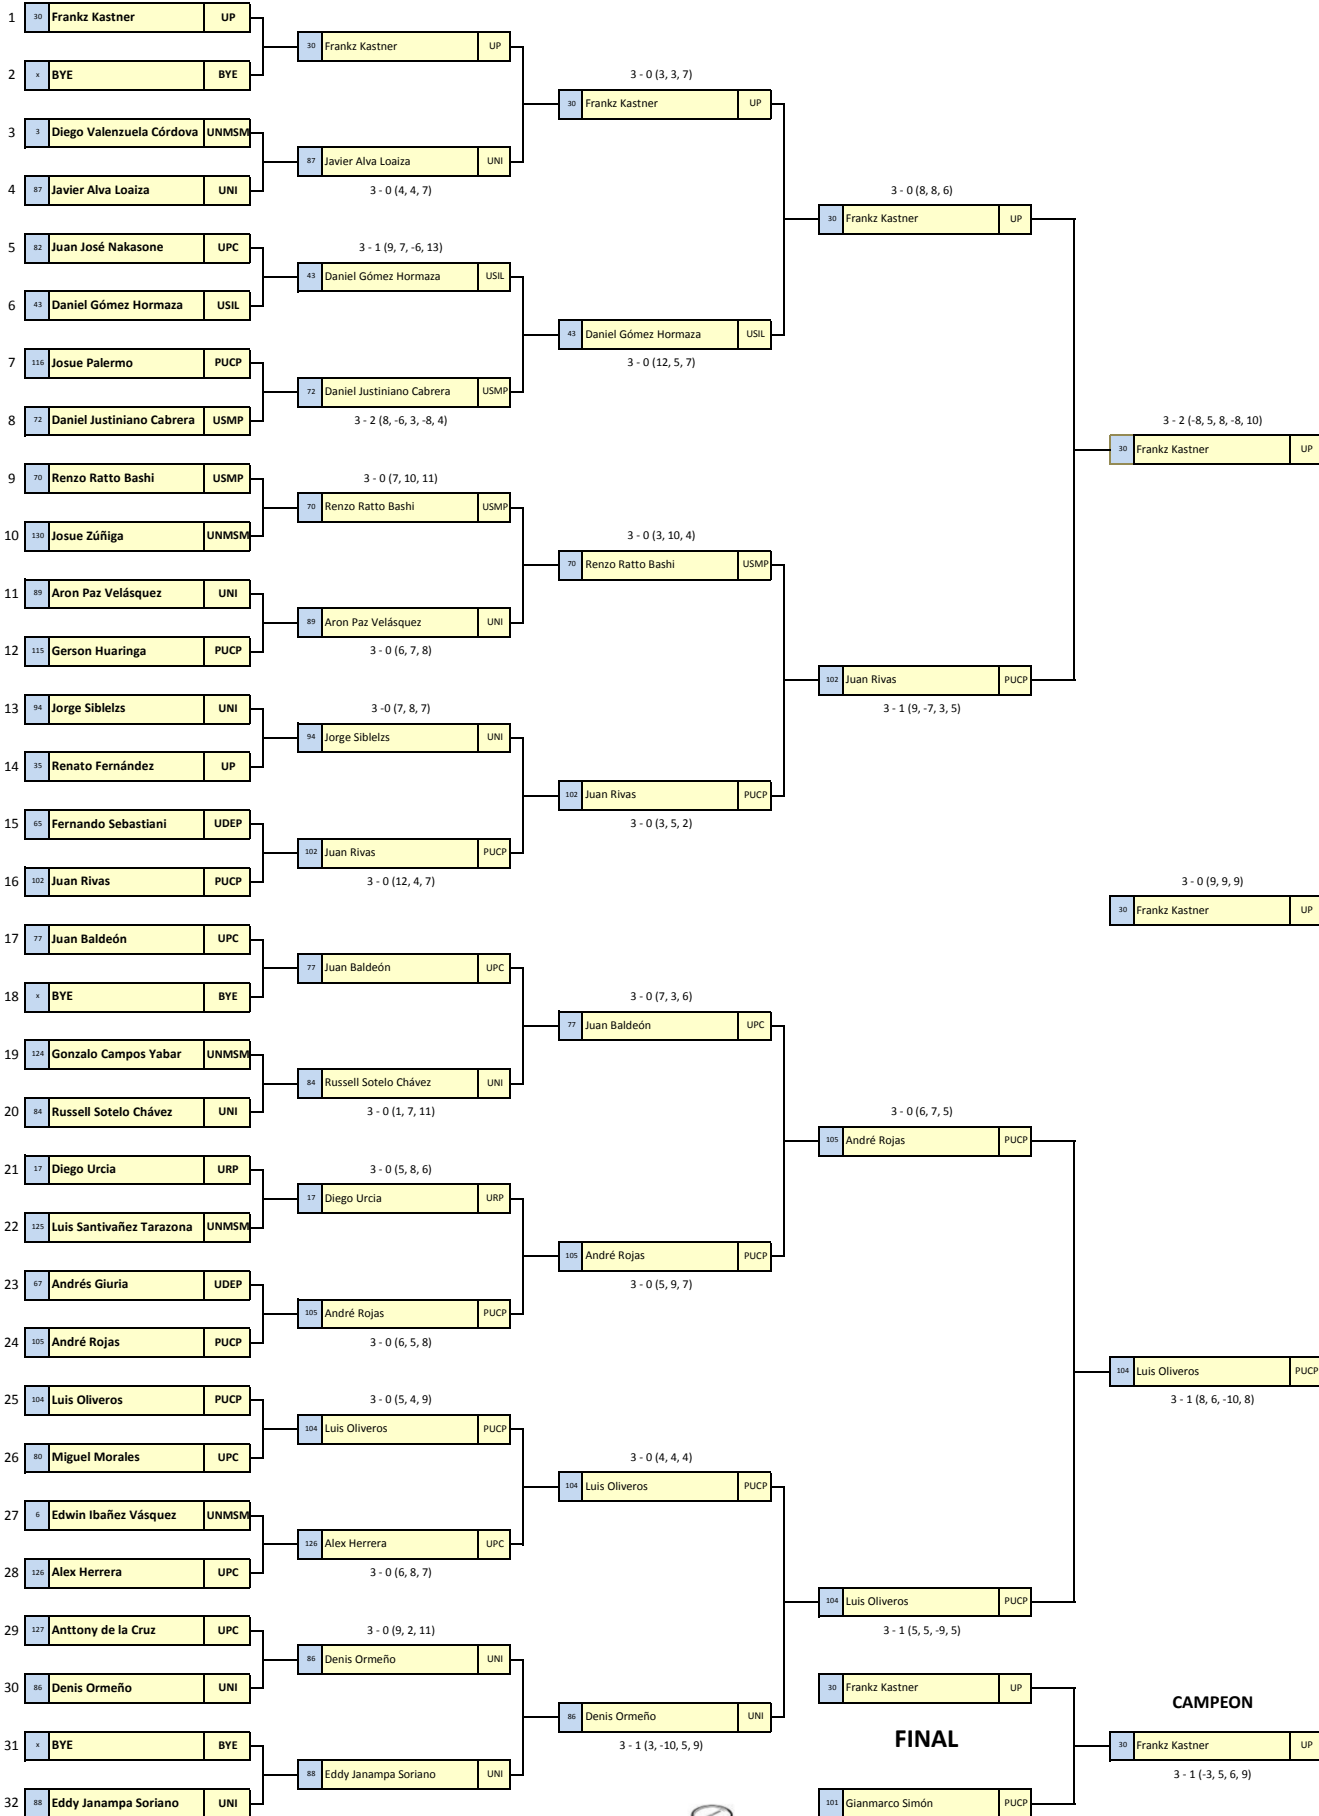 1 30 Frankz Kastner UP
30 Frankz Kastner UP
2 x BYE BYE
3 - 0 (3, 3, 7)
30 Frankz Kastner UP
3 3 Diego Valenzuela Córdova UNMSM
87 Javier Alva Loaiza UNI
4 87 Javier Alva Loaiza UNI
3 - 0 (4, 4, 7)
3 - 0 (8, 8, 6)
30 Frankz Kastner UP
5 82 Juan José Nakasone UPC
3 - 1 (9, 7, -6, 13)
43 Daniel Gómez Hormaza USIL
6 43 Daniel Gómez Hormaza USIL
43 Daniel Gómez Hormaza USIL
7 116 Josue Palermo PUCP
3 - 0 (12, 5, 7)
72 Daniel Justiniano Cabrera USMP
8 72 Daniel Justiniano Cabrera USMP
3 - 2 (8, -6, 3, -8, 4)
3 - 2 (-8, 5, 8, -8, 10)
30 Frankz Kastner UP
9 70 Renzo Ratto Bashi USMP
3 - 0 (7, 10, 11)
70 Renzo Ratto Bashi USMP
10 130 Josue Zúñiga UNMSM
3 - 0 (3, 10, 4)
70 Renzo Ratto Bashi USMP
11 89 Aron Paz Velásquez UNI
89 Aron Paz Velásquez UNI
12 115 Gerson Huaringa PUCP
3 - 0 (6, 7, 8)
102 Juan Rivas PUCP
13 94 Jorge Siblelzs UNI
3 -0 (7, 8, 7)
3 - 1 (9, -7, 3, 5)
94 Jorge Siblelzs UNI
14 35 Renato Fernández UP
102 Juan Rivas PUCP
15 65 Fernando Sebastiani UDEP
3 - 0 (3, 5, 2)
102 Juan Rivas PUCP
16 102 Juan Rivas PUCP
3 - 0 (12, 4, 7)
3 - 0 (9, 9, 9)
30 Frankz Kastner UP
17 77 Juan Baldeón UPC
77 Juan Baldeón UPC
18 x BYE BYE
3 - 0 (7, 3, 6)
77 Juan Baldeón UPC
19 124 Gonzalo Campos Yabar UNMSM
84 Russell Sotelo Chávez UNI
20 84 Russell Sotelo Chávez UNI
3 - 0 (1, 7, 11)
3 - 0 (6, 7, 5)
105 André Rojas PUCP
21 17 Diego Urcia URP
3 - 0 (5, 8, 6)
17 Diego Urcia URP
22 125 Luis Santivañez Tarazona UNMSM
105 André Rojas PUCP
23 67 Andrés Giuria UDEP
3 - 0 (5, 9, 7)
105 André Rojas PUCP
24 105 André Rojas PUCP
3 - 0 (6, 5, 8)
104 Luis Oliveros PUCP
25 104 Luis Oliveros PUCP
3 - 0 (5, 4, 9)
3 - 1 (8, 6, -10, 8)
104 Luis Oliveros PUCP
26 80 Miguel Morales UPC
3 - 0 (4, 4, 4)
104 Luis Oliveros PUCP
27 6 Edwin Ibañez Vásquez UNMSM
126 Alex Herrera UPC
28 126 Alex Herrera UPC
3 - 0 (6, 8, 7)
104 Luis Oliveros PUCP
29 127 Anttony de la Cruz UPC
3 - 0 (9, 2, 11)
3 - 1 (5, 5, -9, 5)
86 Denis Ormeño UNI
30 86 Denis Ormeño UNI
30 Frankz Kastner UP
CAMPEON
86 Denis Ormeño UNI
FINAL
31 x BYE BYE
3 - 1 (3, -10, 5, 9)
30 Frankz Kastner UP
88 Eddy Janampa Soriano UNI
3 - 1 (-3, 5, 6, 9)
32 88 Eddy Janampa Soriano UNI
101 Gianmarco Simón PUCP